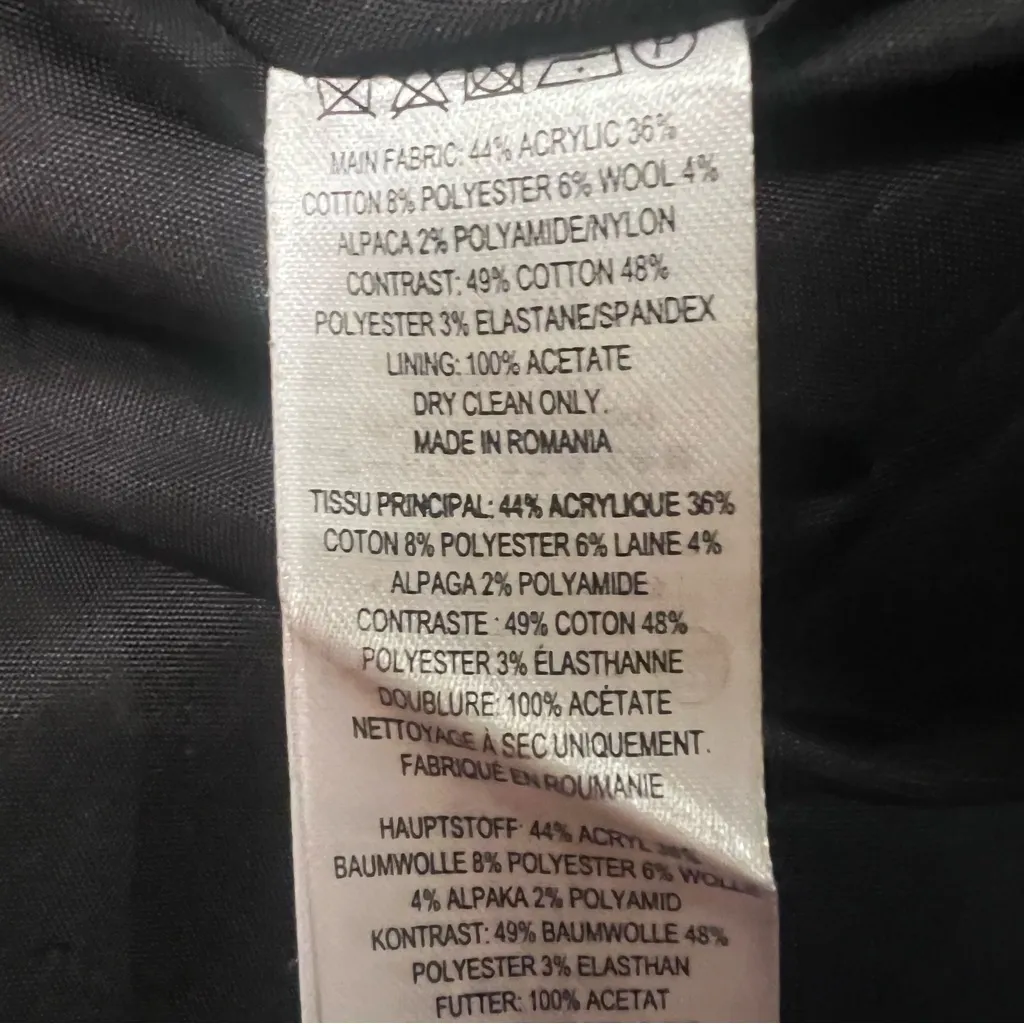 P
MAIN FABRIC: 44% ACRYLIC 36%
COTTON 8% POLYESTER 6% WOOL 4%
ALPACA 2% POLYAMIDE/NYLON
CONTRAST: 49% COTTON 48%
POLYESTER 3% ELASTANE/SPANDEX
LINING: 100% ACETATE
DRY CLEAN ONLY.
MADE IN ROMANIA
TISSU PRINCIPAL: 44% ACRYLIQUE 36%
COTON 8% POLYESTER 6% LAINE 4%
ALPAGA 2% POLYAMIDE
CONTRASTE : 49% COTON 48%
POLYESTER 3% ÉLASTHANNE
DOUBLURE: 100% ACÉTATE
NETTOYAGE À SEC UNIQUEMENT.
FABRIQUÉ EN ROUMANIE
HAUPTSTOFF: 44% ACRYL 36%
BAUMWOLLE 8% POLYESTER 6% WOLLE
4% ALPAKA 2% POLYAMID
KONTRAST: 49% BAUMWOLLE 48%
POLYESTER 3% ELASTHAN
FUTTER: 100% ACETAT